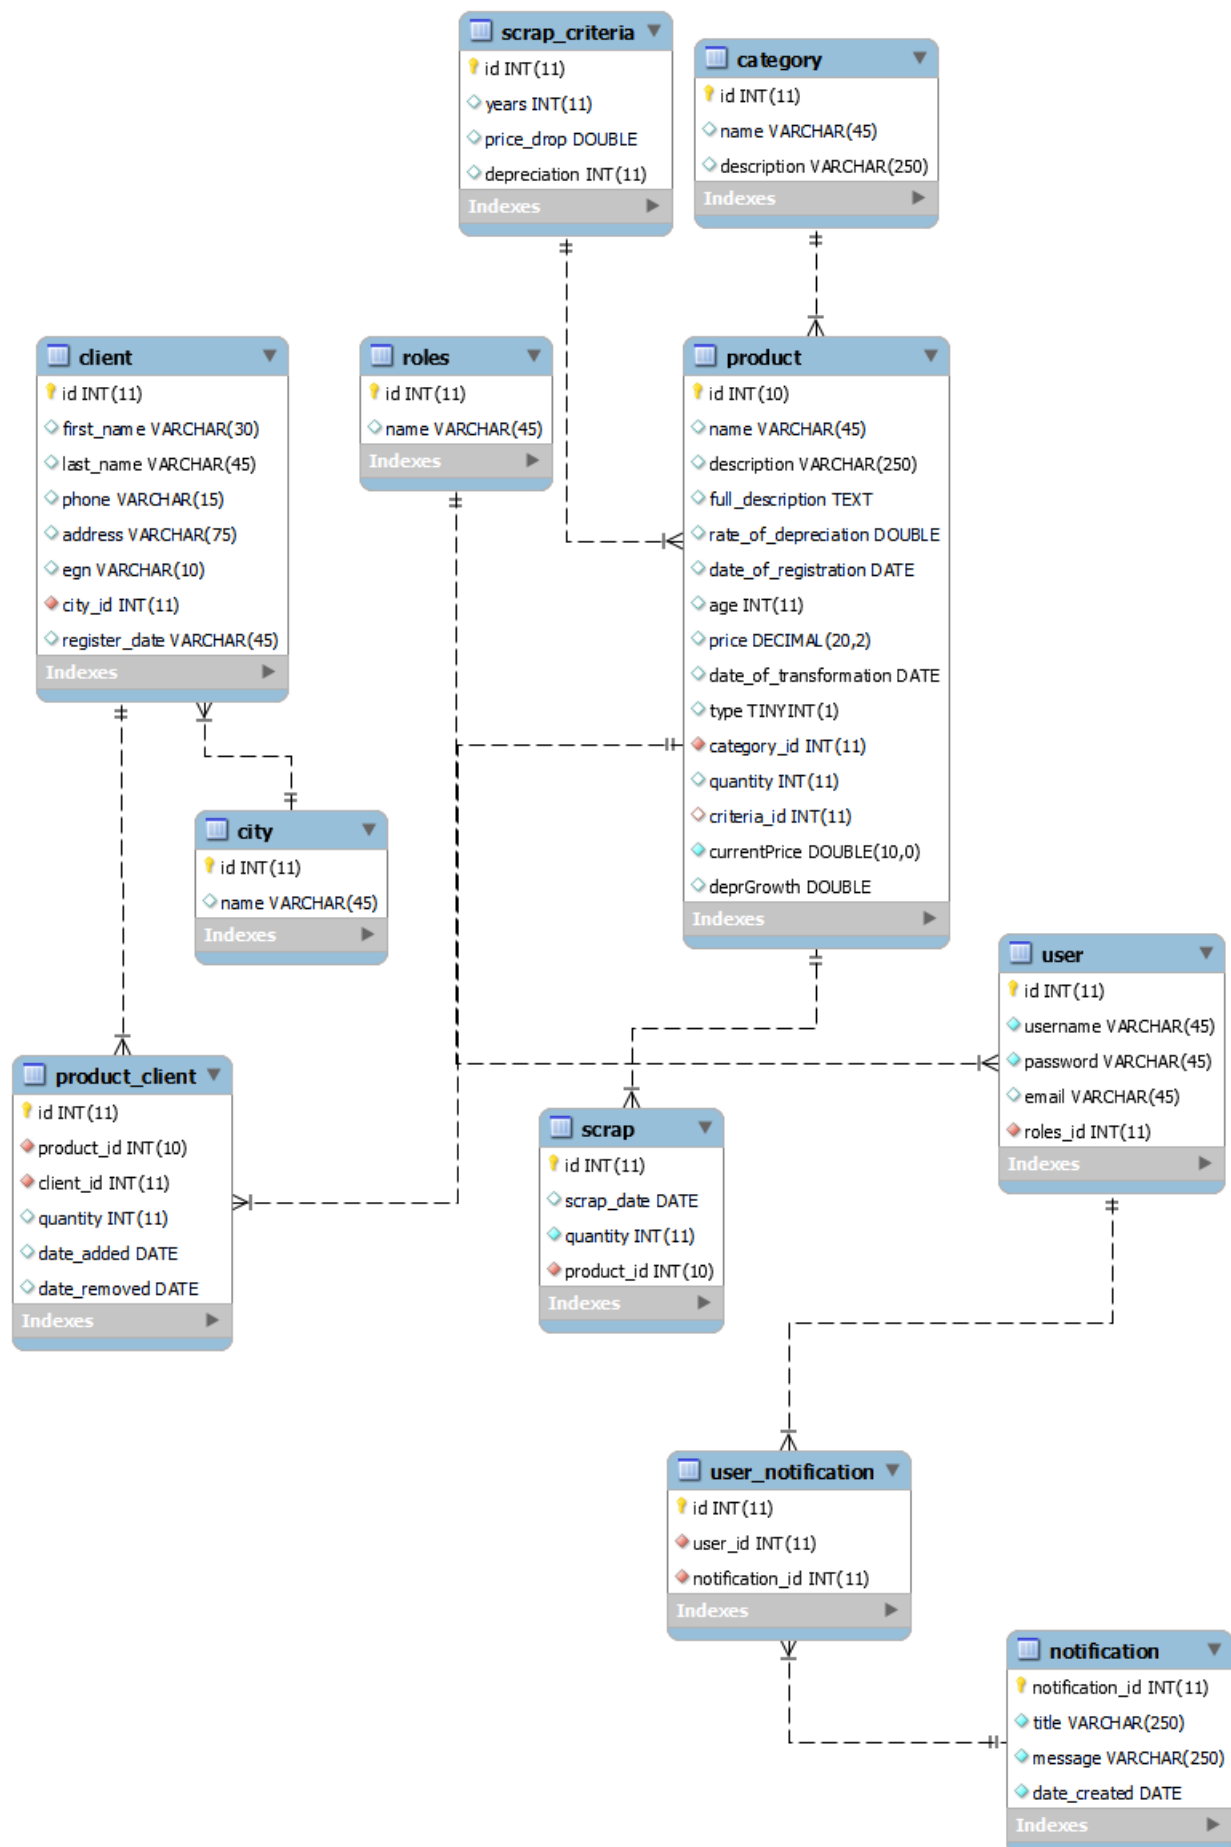 scrap_criteria
id INT(11)
years INT(11)
price_drop DOUBLE
depreciation INT(11)
Indexes
category
id INT(11)
name VARCHAR(45)
description VARCHAR(250)
Indexes
client
id INT(11)
first_name VARCHAR(30)
last_name VARCHAR(45)
phone VARCHAR(15)
address VARCHAR(75)
egn VARCHAR(10)
city_id INT(11)
register_date VARCHAR(45)
Indexes
roles
id INT(11)
name VARCHAR(45)
Indexes
product
id INT(10)
name VARCHAR(45)
description VARCHAR(250)
full_description TEXT
rate_of_depreciation DOUBLE
date_of_registration DATE
age INT(11)
price DECIMAL(20,2)
date_of_transformation DATE
type TINYINT(1)
category_id INT(11)
quantity INT(11)
criteria_id INT(11)
currentPrice DOUBLE(10,0)
deprGrowth DOUBLE
Indexes
city
id INT(11)
name VARCHAR(45)
Indexes
user
id INT(11)
username VARCHAR(45)
password VARCHAR(45)
email VARCHAR(45)
roles_id INT(11)
Indexes
product_client
id INT(11)
product_id INT(10)
client_id INT(11)
quantity INT(11)
date_added DATE
date_removed DATE
Indexes
scrap
id INT(11)
scrap_date DATE
quantity INT(11)
product_id INT(10)
Indexes
user_notification
id INT(11)
user_id INT(11)
notification_id INT(11)
Indexes
notification
notification_id INT(11)
title VARCHAR(250)
message VARCHAR(250)
date_created DATE
Indexes